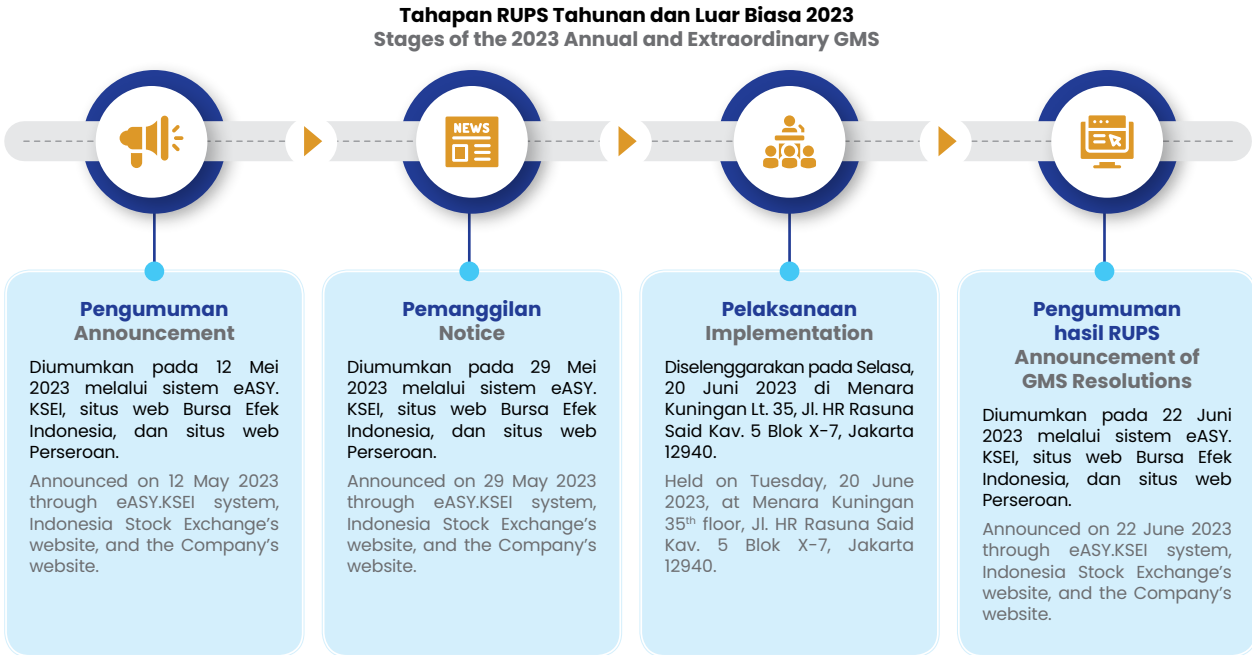 Tahapan RUPS Tahunan dan Luar Biasa 2023
Stages of the 2023 Annual and Extraordinary GMS
NEWS
Pengumuman
Announcement
Diumumkan pada 12 Mei
2023 melalui sistem eASY.
KSEI, situs web Bursa Efek
Indonesia, dan situs web
Perseroan.
Announced on 12 May 2023
through eASY.KSEI system,
Indonesia Stock Exchange's
website, and the Company's
website.
Pemanggilan
Notice
Diumumkan pada 29 Mei
2023 melalui sistem eASY.
KSEI, situs web Bursa Efek
Indonesia, dan situs web
Perseroan.
Announced on 29 May 2023
through eASY.KSEI system,
Indonesia Stock Exchange's
website, and the Company's
website.
Pelaksanaan
Implementation
Diselenggarakan pada Selasa,
20 Juni 2023 di Menara
Kuningan Lt. 35, Jl. HR Rasuna
Said Kav. 5 Blok X-7, Jakarta
12940.
Held on Tuesday, 20 June
2023, at Menara Kuningan
35th floor, Jl. HR Rasuna Said
Kav. 5 Blok X-7, Jakarta
12940.
Pengumuman
hasil RUPS
Announcement of
GMS Resolutions
Diumumkan pada 22 Juni
2023 melalui sistem eASY.
KSEI, situs web Bursa Efek
Indonesia, dan situs web
Perseroan.
Announced on 22 June 2023
through eASY.KSEI system,
Indonesia Stock Exchange's
website, and the Company's
website.